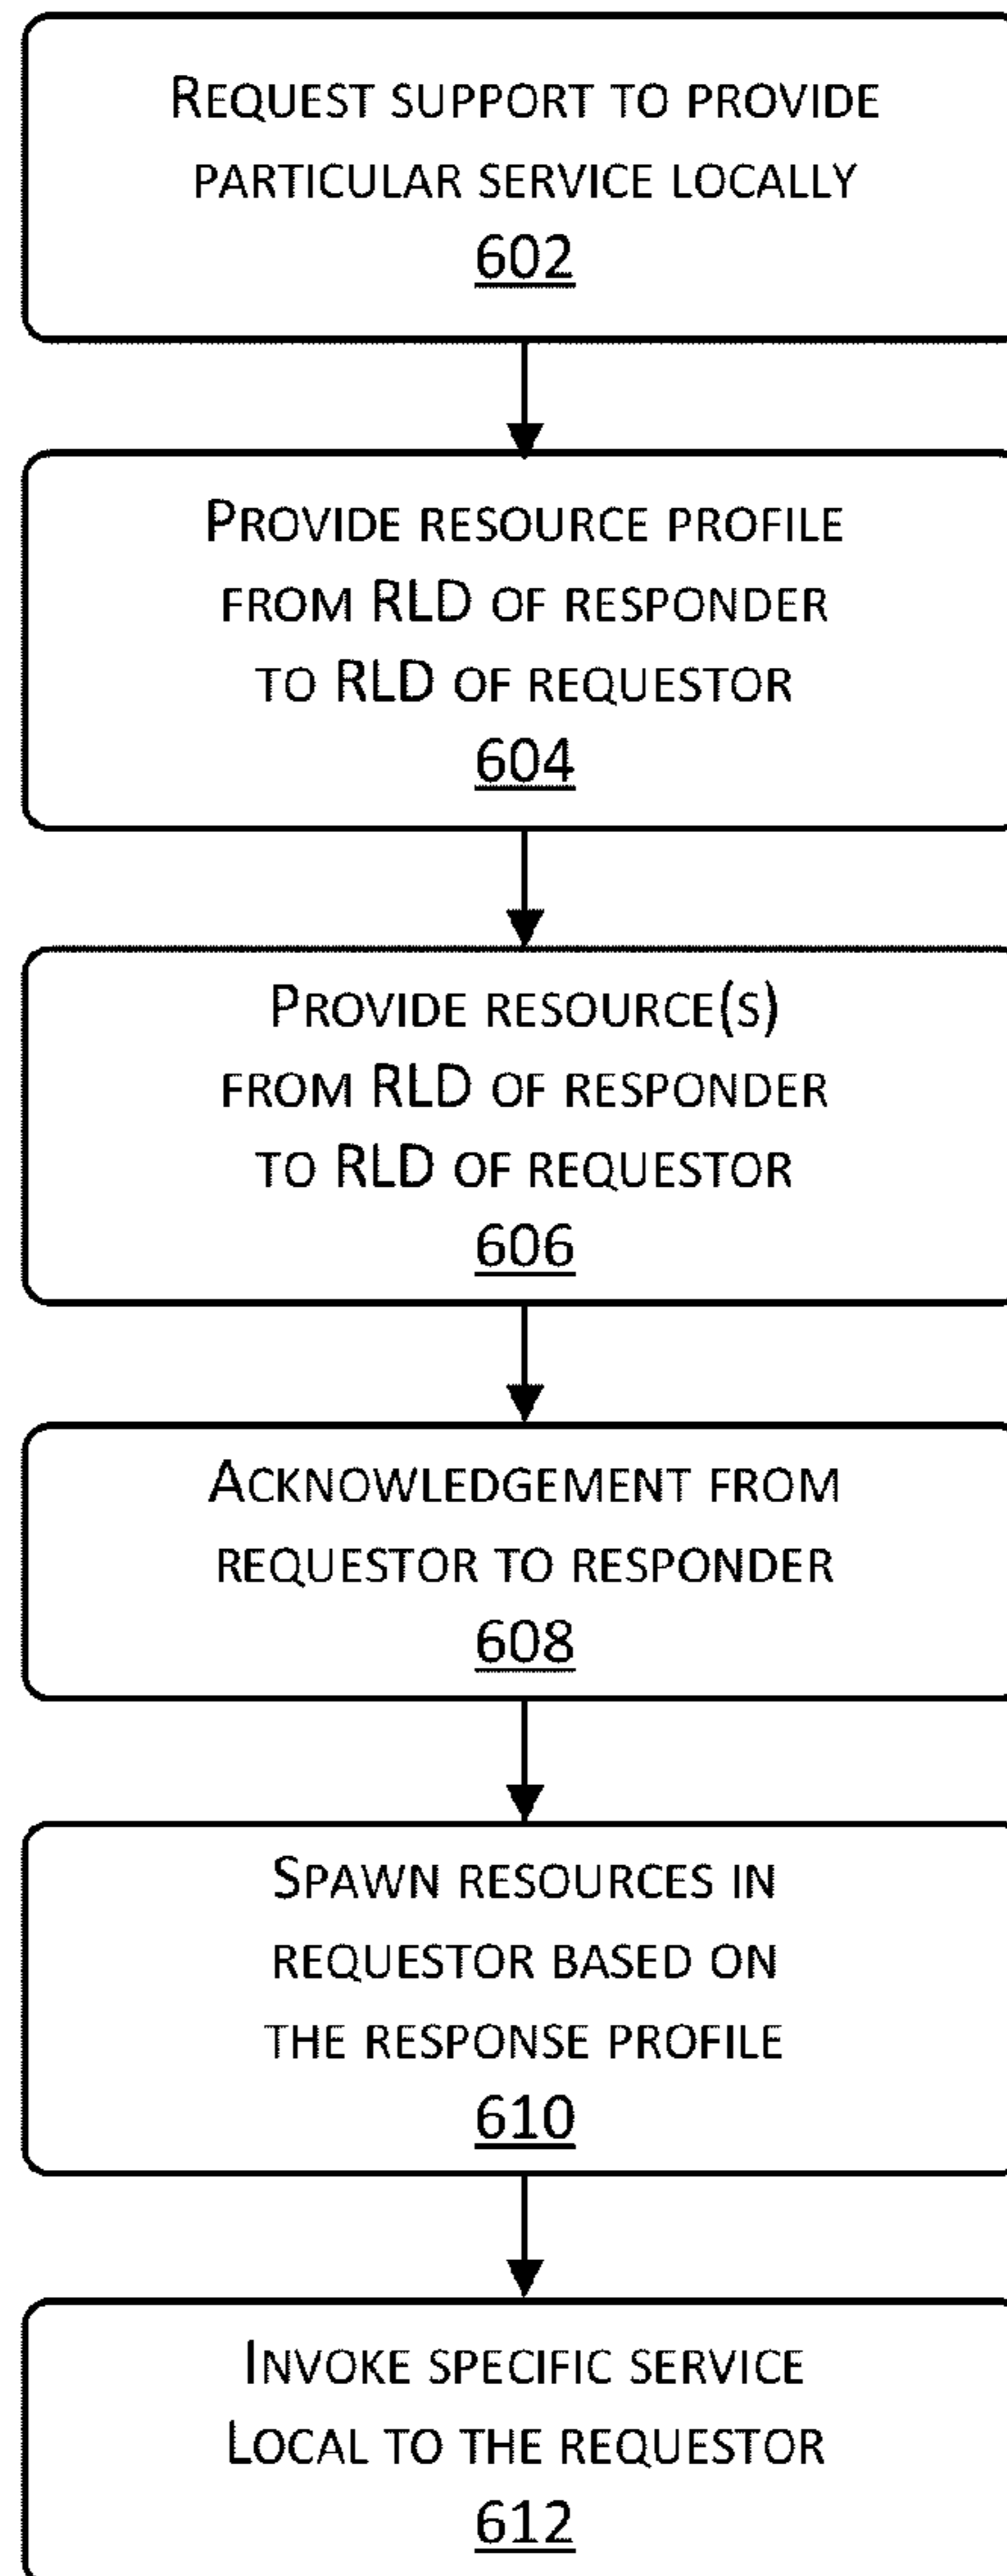 Request support to provide
particular service locally
602
Provide resource profile
from RLD of responder
to RLD of requestor
604
Provide resource(s)
from RLD of responder
to RLD of requestor
606
Acknowledgement from
requestor to responder
608
Spawn resources in
requestor based on
the response profile
610
Invoke specific service
Local to the requestor
612